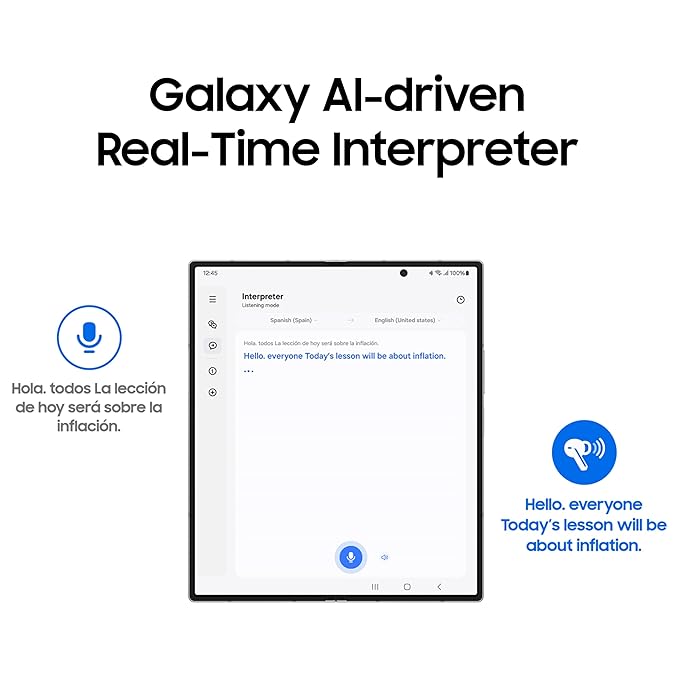 Galaxy AI-driven
Real-Time Interpreter
12:45
100%
Interpreter
Listening mode
Spanish (Spain)
English (United states)
Hola. todos La lección de hoy será sobre la inflación.
Hello. everyone Today's lesson will be about inflation.
Hola. todos La lección
de hoy será sobre la
inflación.
Hello. everyone
Today's lesson will be
about inflation.